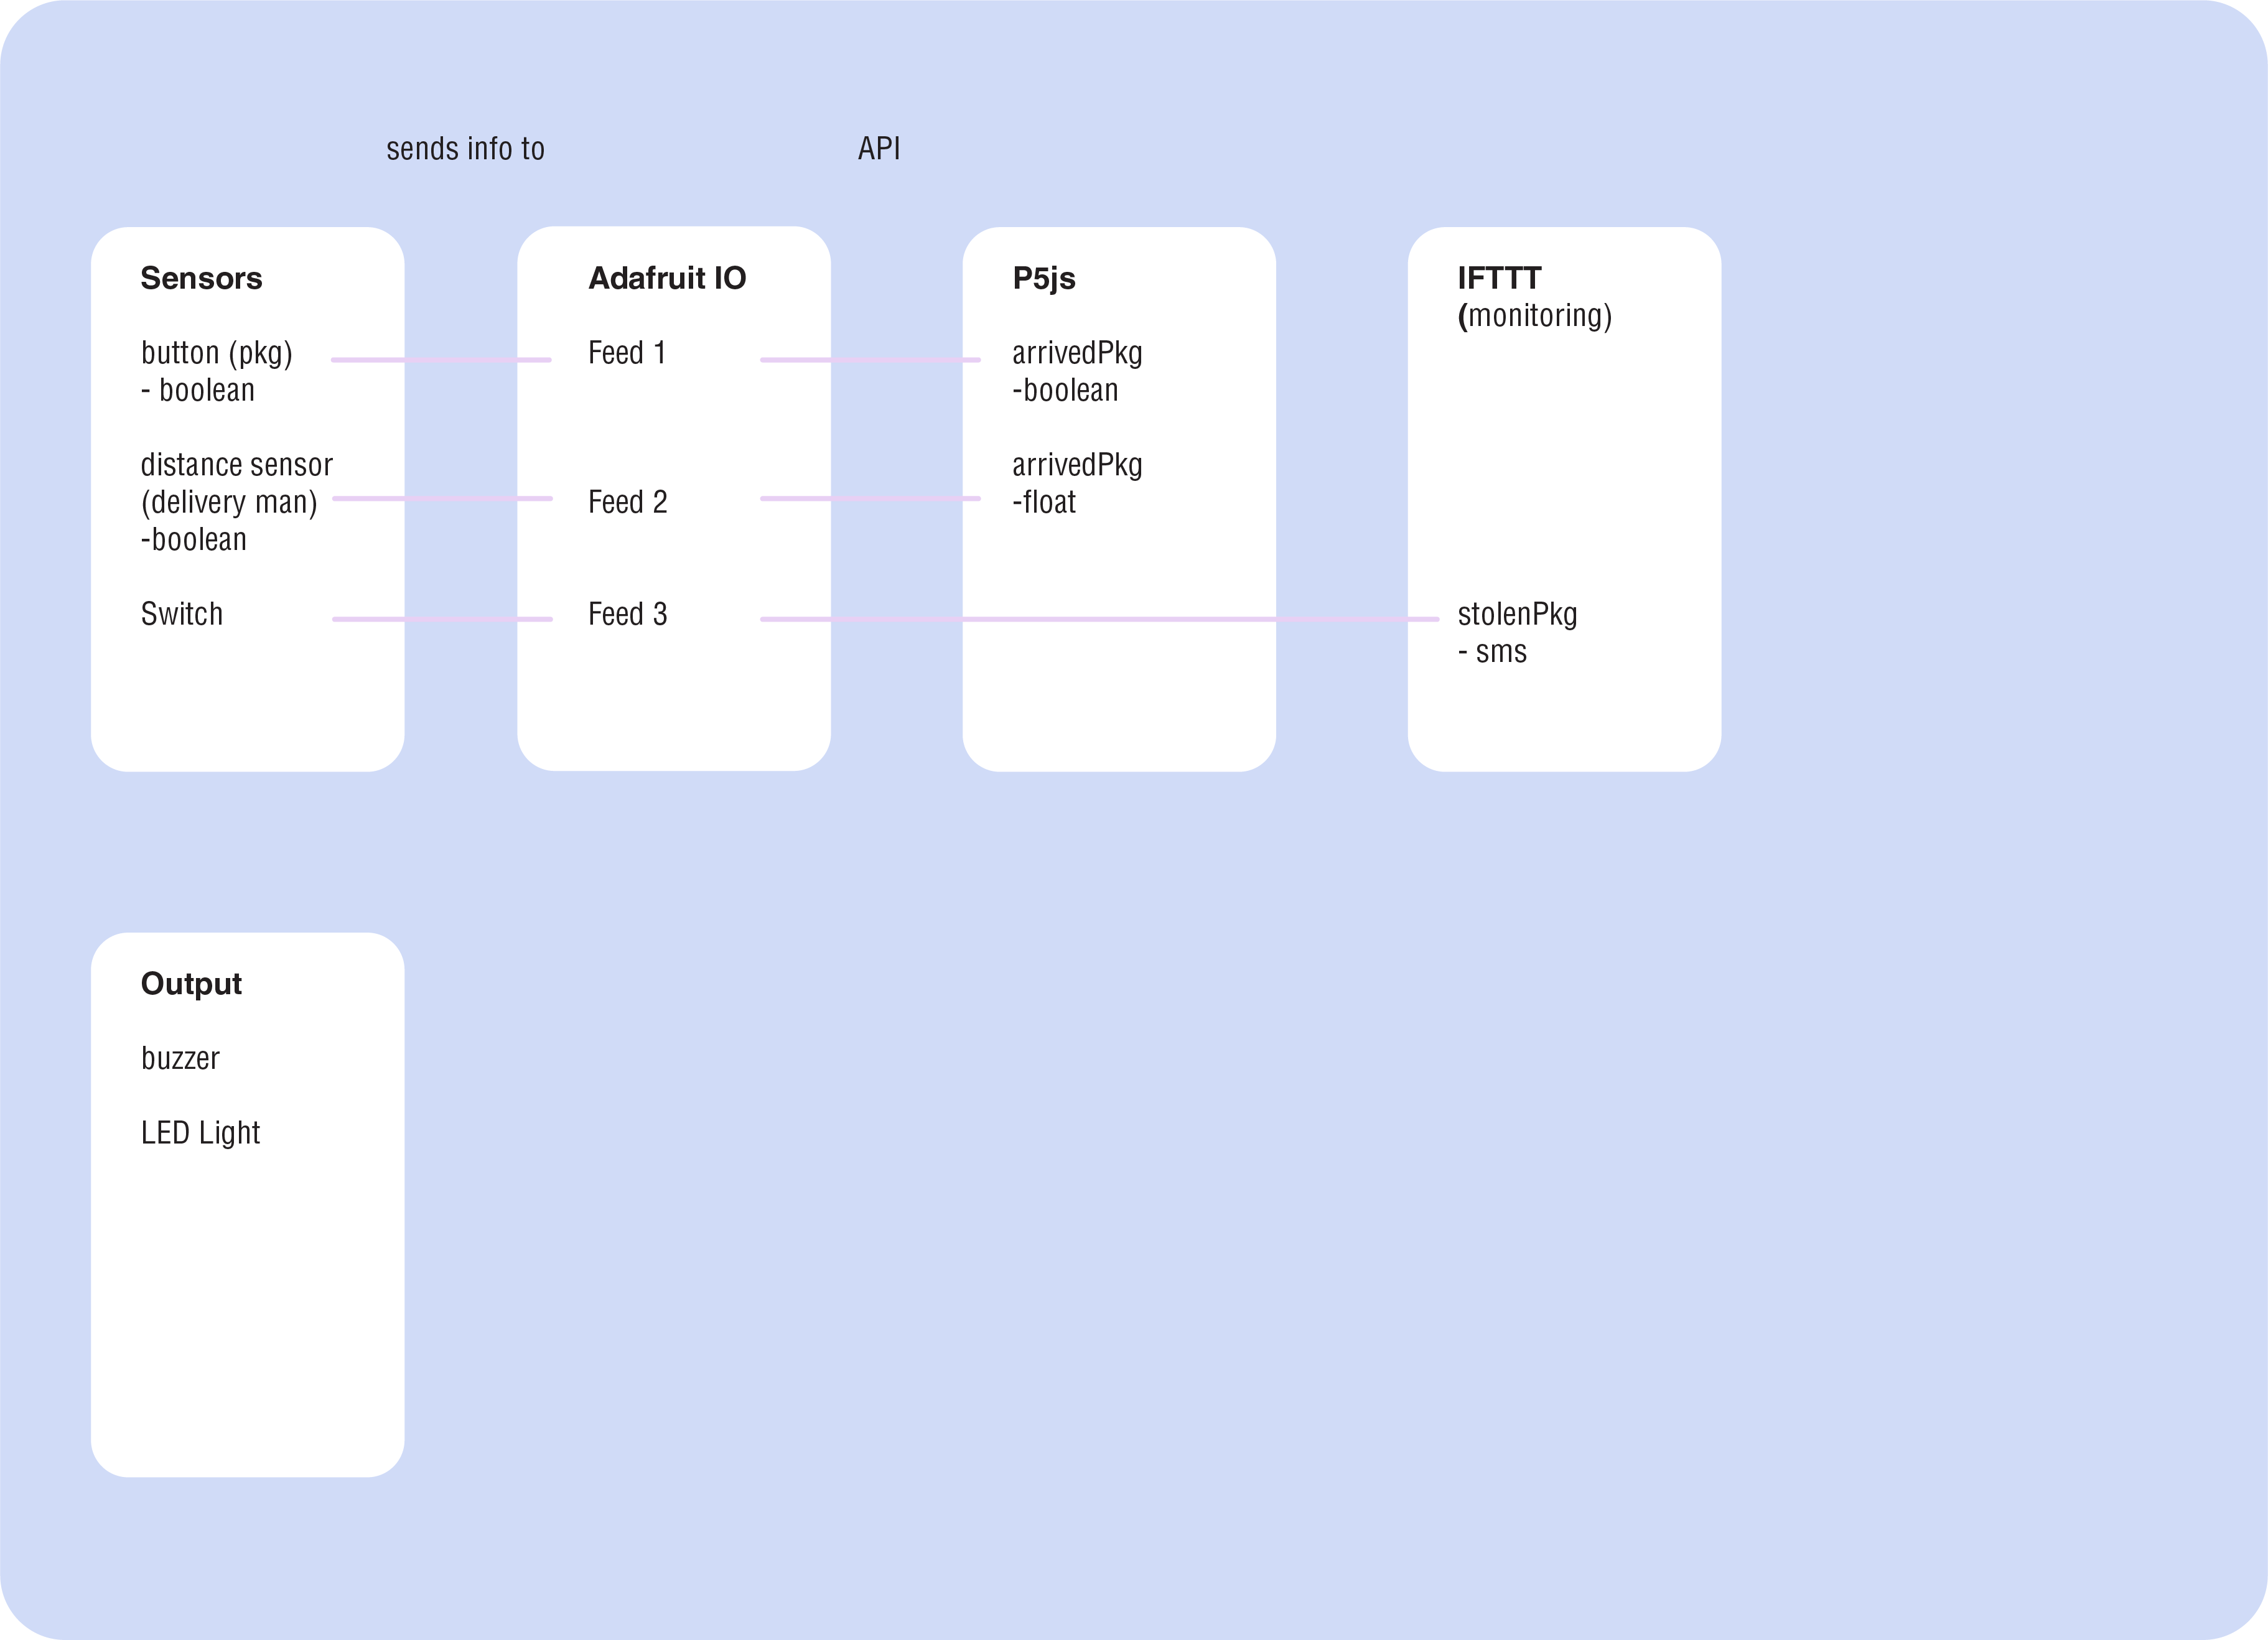 sends info to
API
Sensors
button (pkg)
- boolean
distance sensor
(delivery man)
-boolean
Switch
Adafruit IO
Feed 1
Feed 2
Feed 3
P5js
arrivedPkg
-boolean
arrivedPkg
-float
IFTTT
(monitoring)
stolenPkg
- sms
Output
buzzer
LED Light